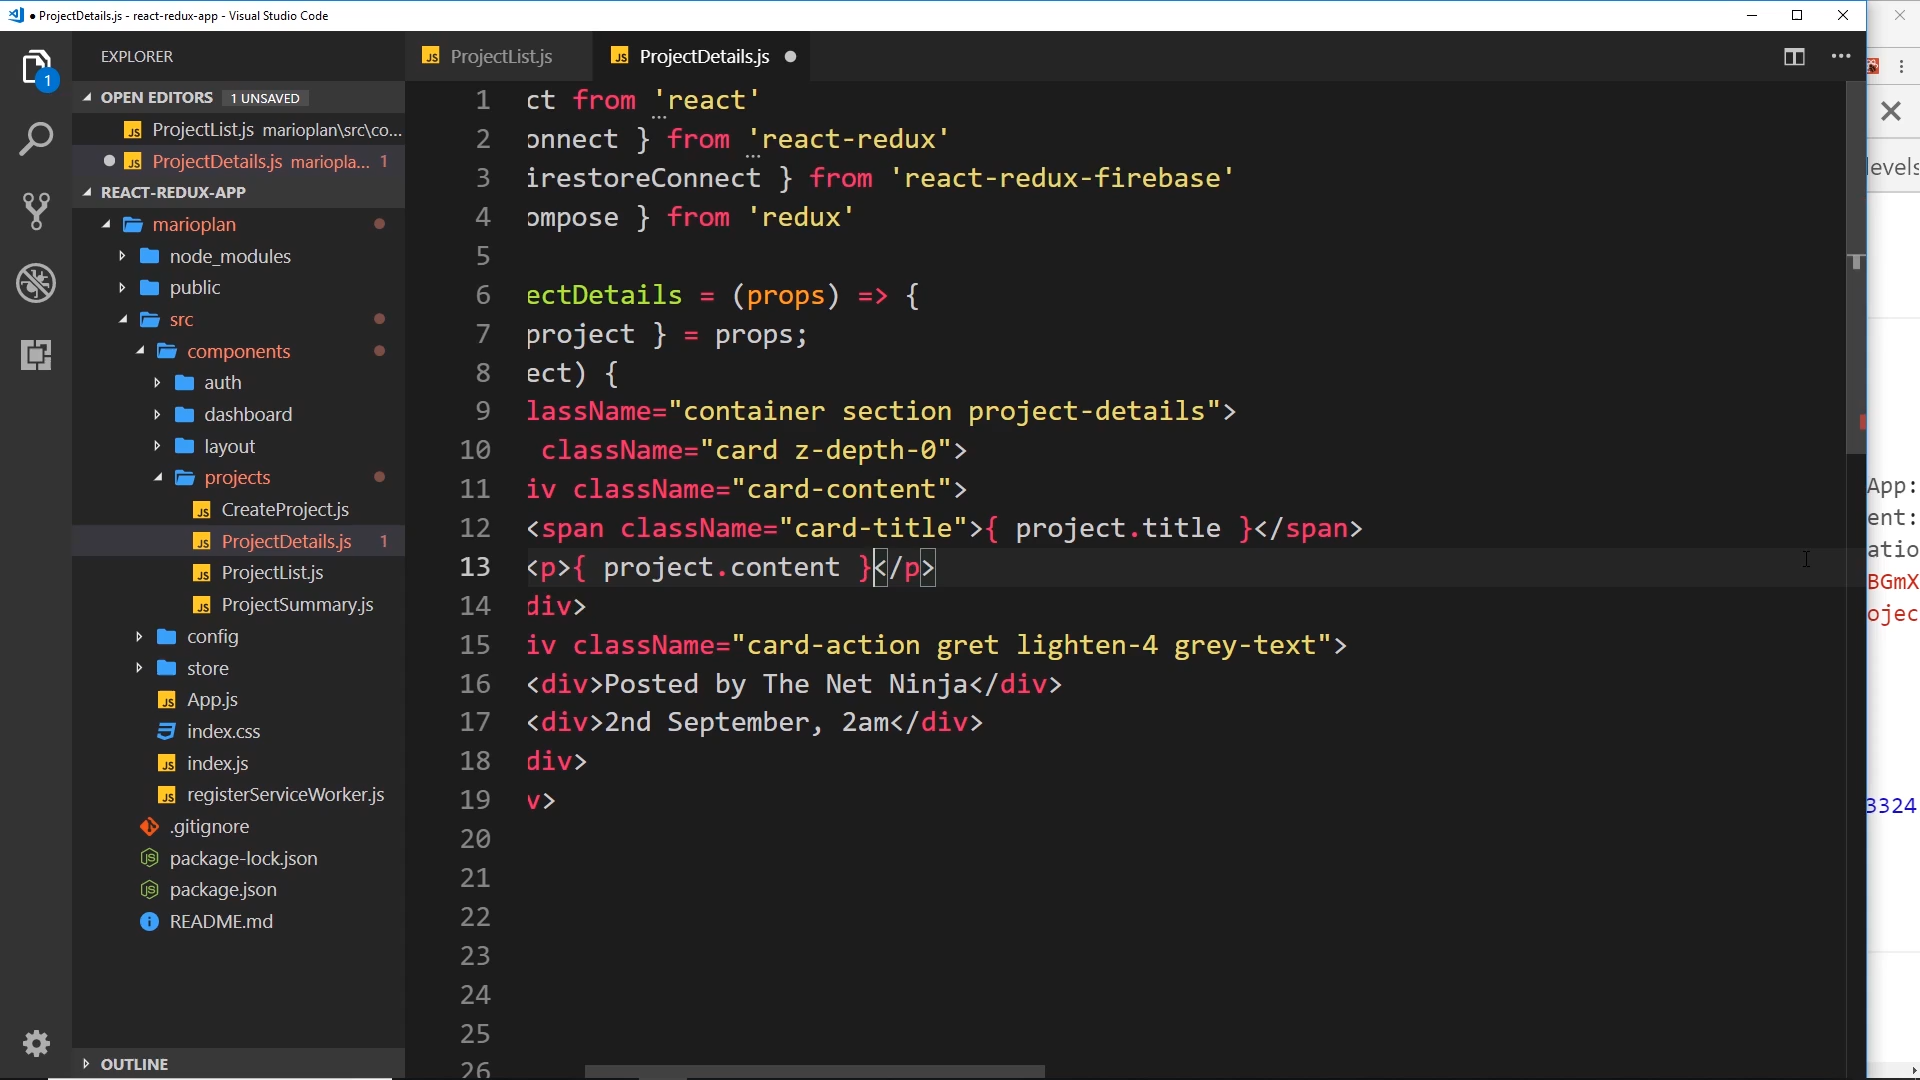 ProjectDetails.js - react-redux-app - Visual Studio Code
EXPLORER
OPEN EDITORS 1 UNSAVED
ProjectList.js marioplan\src\co...
ProjectDetails.js mariopla... 1
REACT-REDUX-APP
marioplan
node_modules
public
src
components
auth
dashboard
layout
projects
CreateProject.js
ProjectDetails.js 1
ProjectList.js
ProjectSummary.js
config
store
App.js
index.css
index.js
registerServiceWorker.js
.gitignore
package-lock.json
package.json
README.md
OUTLINE
1
ProjectList.js
ProjectDetails.js
1 ct from 'react'
2 onnect } from 'react-redux'
3 irestoreConnect } from 'react-redux-firebase'
4 ompose } from 'redux'
5
6 ectDetails = (props) => {
7 project } = props;
8 ect) {
9 lassName="container section project-details">
10 className="card z-depth-0">
11 iv className="card-content">
12 <span className="card-title">{ project.title }</span>
13 <p>{ project.content }</p>
14 div>
15 iv className="card-action gret lighten-4 grey-text">
16 <div>Posted by The Net Ninja</div>
17 <div>2nd September, 2am</div>
18 div>
19 v>
20
21
22
23
24
25
26
levels
App:
ent:
atio
BGmX
ojec
3324